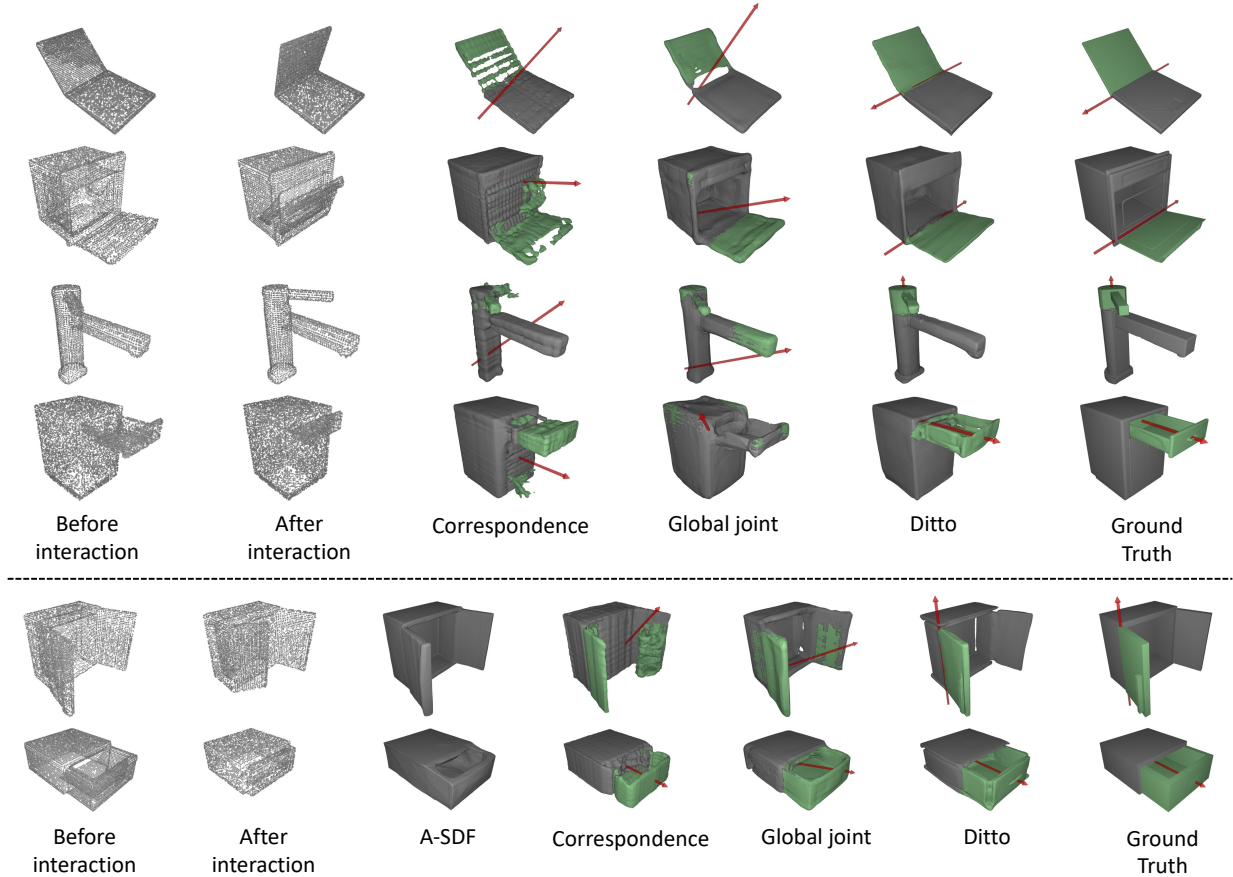 Before
interaction
After
interaction
Correspondence
Global joint
Ditto
Ground
Truth
Before
interaction
After
interaction
A-SDF
Correspondence
Global joint
Ditto
Ground
Truth